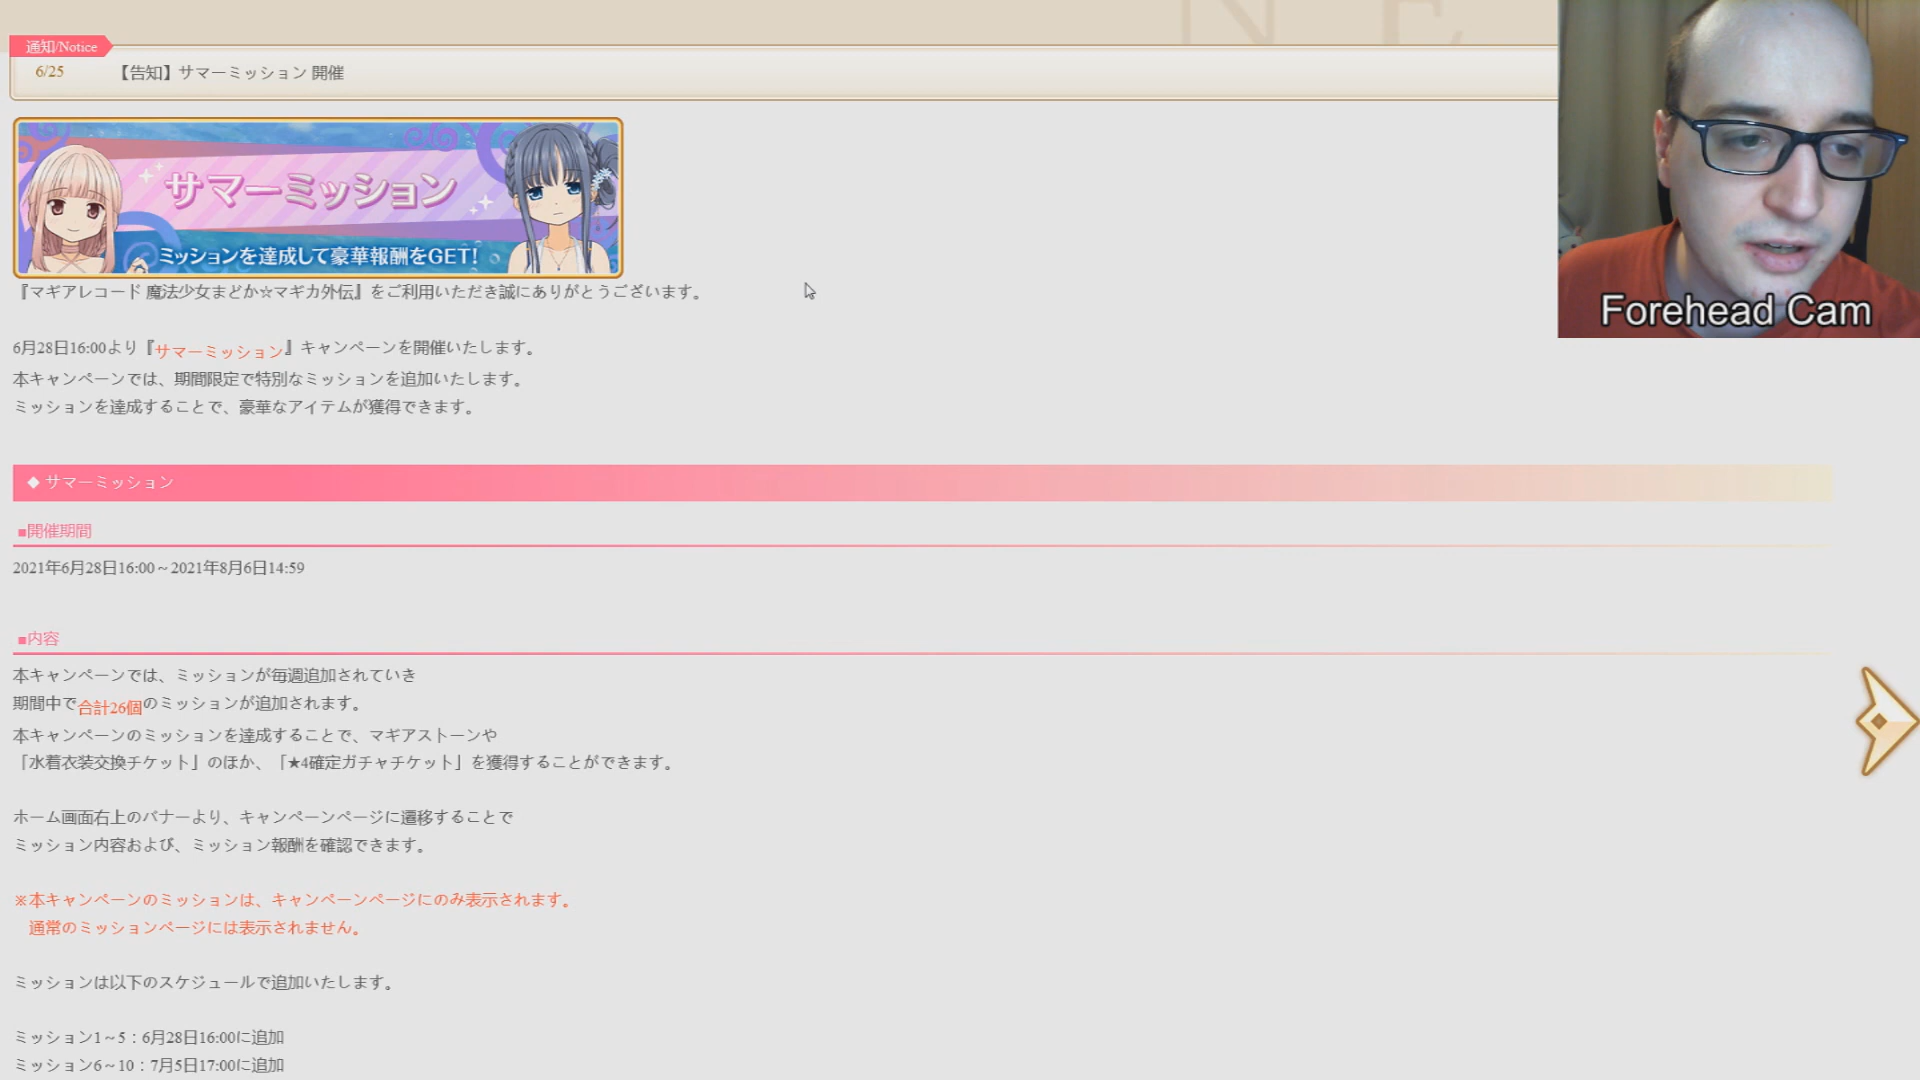 N E
通知/Notice
6/25
【告知】サマーミッション 開催
サマーミッション
ミッションを達成して豪華報酬をGET!
『マギアレコード 魔法少女まどか☆マギカ外伝』をご利用いただき誠にありがとうございます。
6月28日16:00より『サマーミッション』キャンペーンを開催いたします。
本キャンペーンでは、期間限定で特別なミッションを追加いたします。
ミッションを達成することで、豪華なアイテムが獲得できます。
◆ サマーミッション
■開催期間
2021年6月28日16:00～2021年8月6日14:59
■内容
本キャンペーンでは、ミッションが毎週追加されていき
期間中で合計26個のミッションが追加されます。
本キャンペーンのミッションを達成することで、マギアストーンや
「水着衣装交換チケット」のほか、「★4確定ガチャチケット」を獲得することができます。
ホーム画面右上のバナーより、キャンペーンページに遷移することで
ミッション内容および、ミッション報酬を確認できます。
※本キャンペーンのミッションは、キャンペーンページにのみ表示されます。
通常のミッションページには表示されません。
ミッションは以下のスケジュールで追加いたします。
ミッション1～5：6月28日16:00に追加
ミッション6～10：7月5日17:00に追加
Forehead Cam